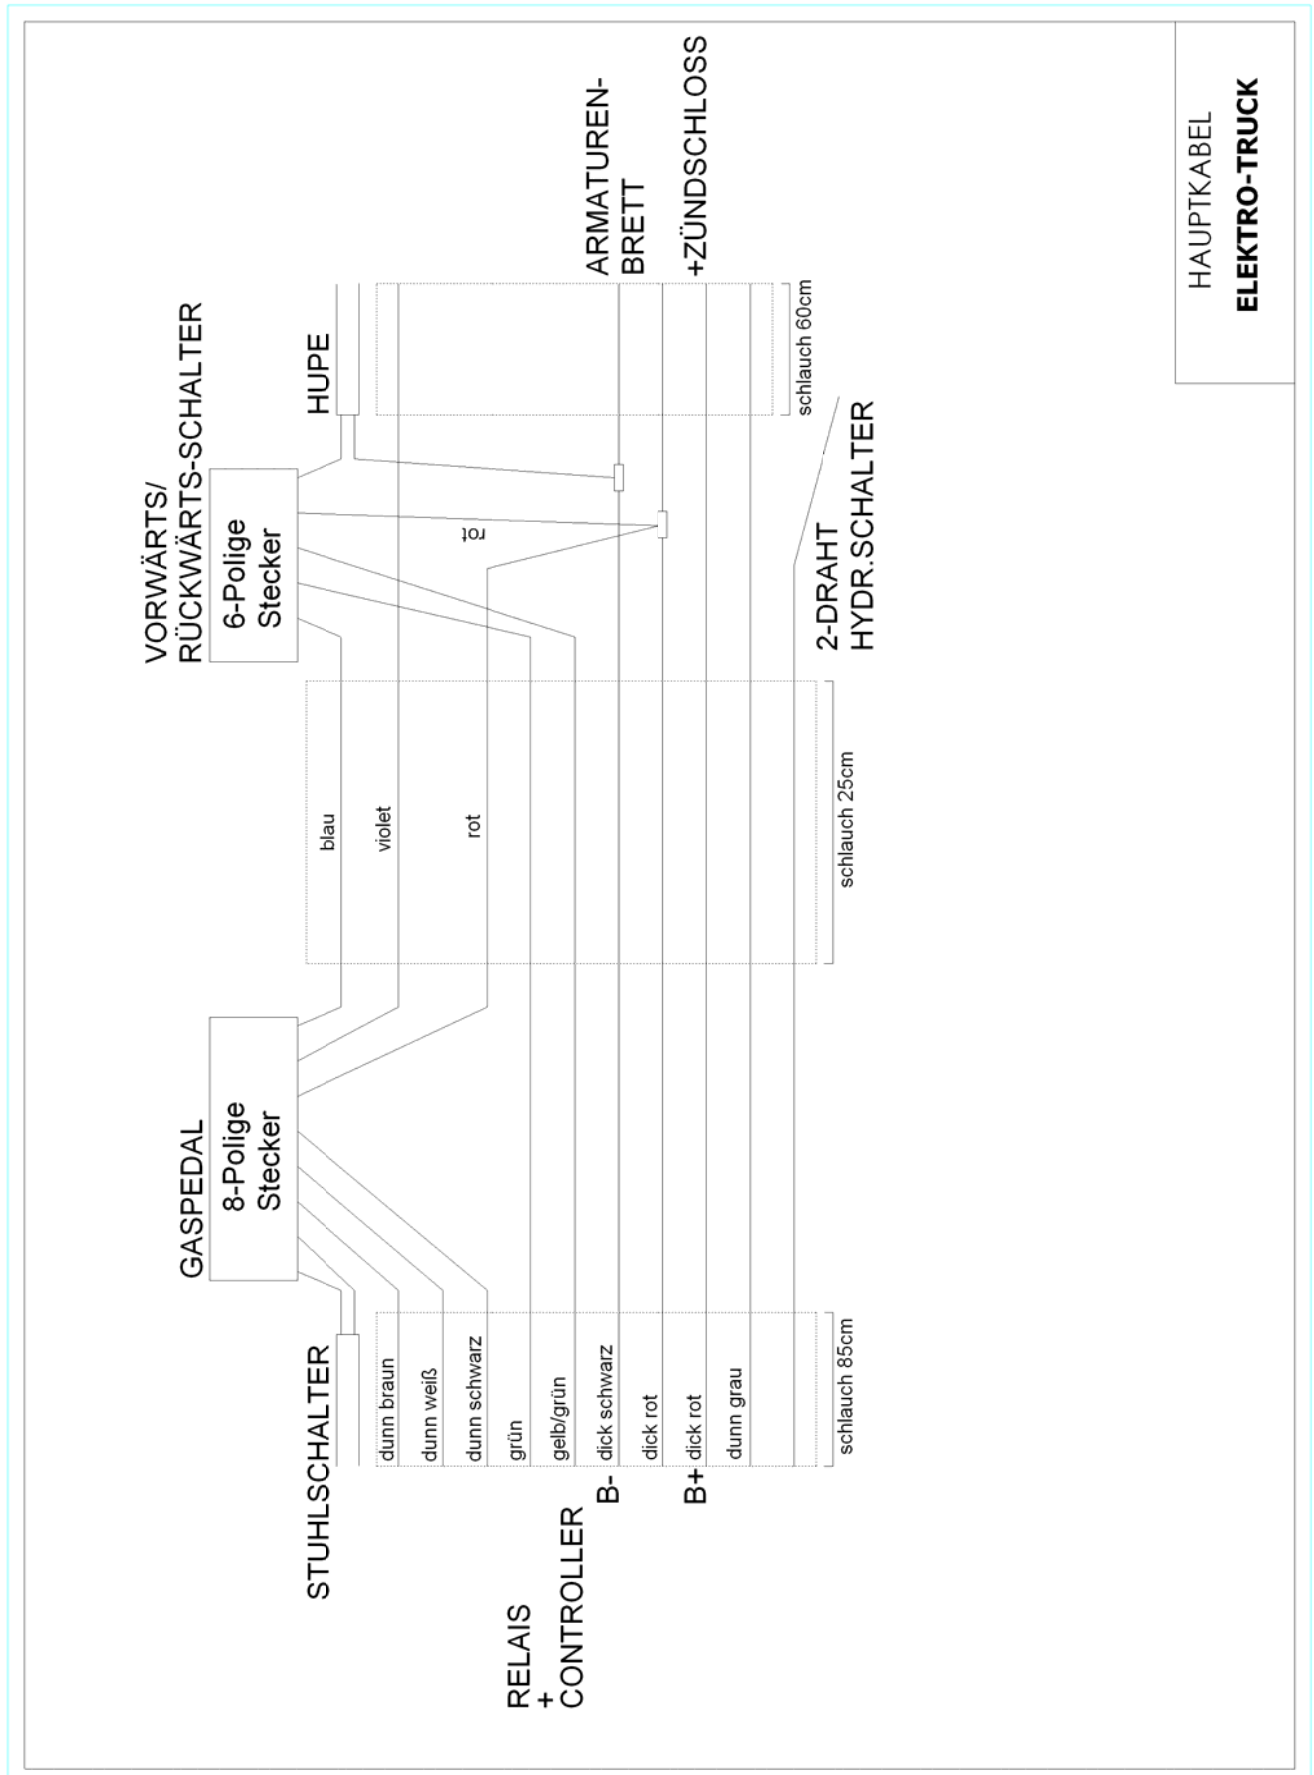 VORWÄRTS/
RÜCKWÄRTS-SCHALTER
GASPEDAL
8-Polige
Stecker
6-Polige
Stecker
STUHLSCHALTER
HUPE
blau
dunn braun
violet
dunn weiß
dunn schwarz
rot
rot
RELAIS
+
CONTROLLER
grün
gelb/grün
B- dick schwarz
ARMATUREN-
BRETT
dick rot
B+ dick rot
+ZÜNDSCHLOSS
dunn grau
schlauch 85cm
schlauch 25cm
schlauch 60cm
2-DRAHT
HYDR.SCHALTER
HAUPTKABEL
ELEKTRO-TRUCK